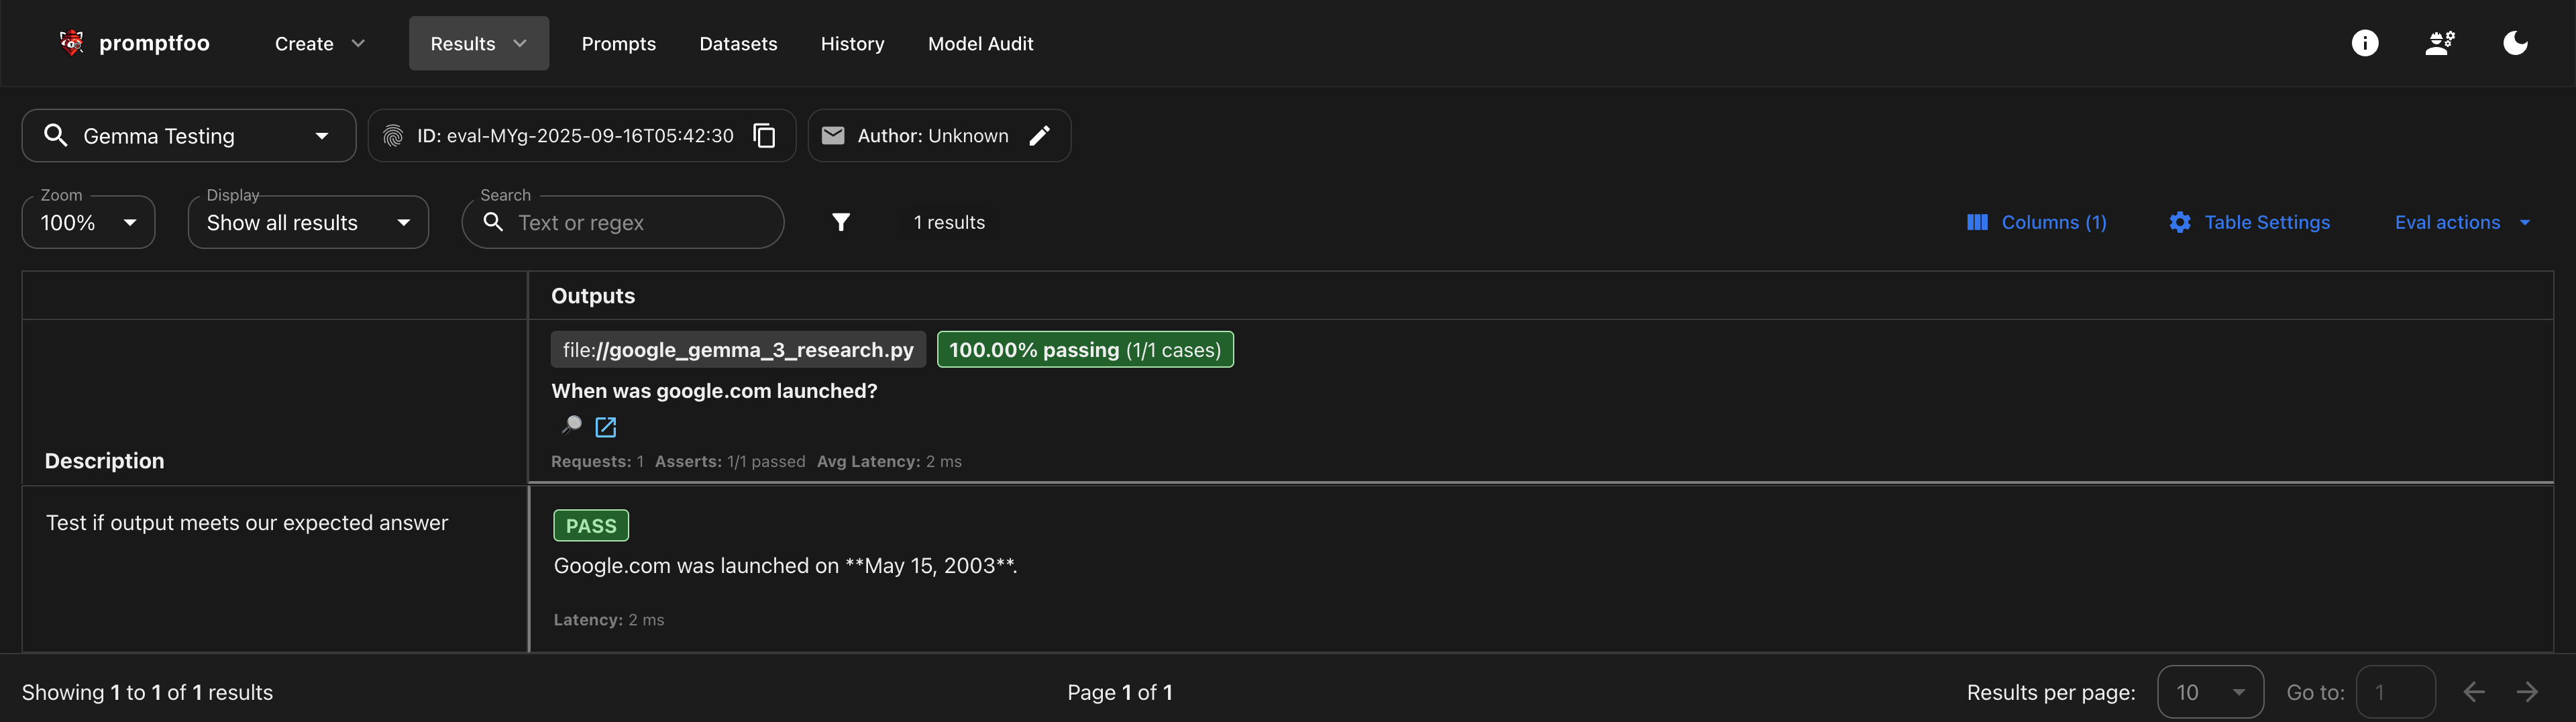 promptfoo Create Results Prompts Datasets History Model Audit
Gemma Testing ID: eval-MYg-2025-09-16T05:42:30 Author: Unknown
Zoom Display Search
100% Show all results Text or regex 1 results Columns (1) Table Settings Eval actions
Outputs
file://google_gemma_3_research.py 100.00% passing (1/1 cases)
When was google.com launched?
Description
Requests: 1 Asserts: 1/1 passed Avg Latency: 2 ms
Test if output meets our expected answer
PASS
Google.com was launched on **May 15, 2003**.
Latency: 2 ms
Showing 1 to 1 of 1 results Page 1 of 1 Results per page: 10 Go to: 1